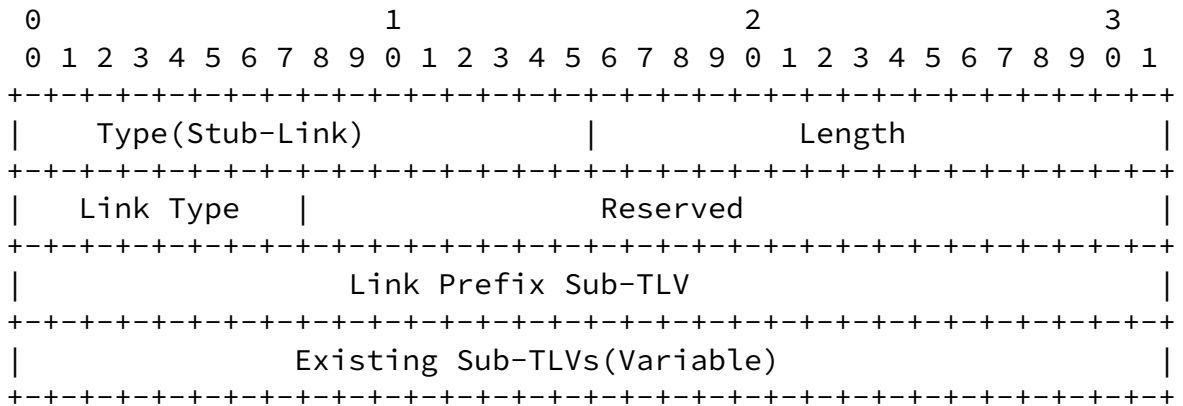 0                   1                   2                   3
 0 1 2 3 4 5 6 7 8 9 0 1 2 3 4 5 6 7 8 9 0 1 2 3 4 5 6 7 8 9 0 1
+-+-+-+-+-+-+-+-+-+-+-+-+-+-+-+-+-+-+-+-+-+-+-+-+-+-+-+-+-+-+-+-+
|    Type(Stub-Link)            |           Length              |
+-+-+-+-+-+-+-+-+-+-+-+-+-+-+-+-+-+-+-+-+-+-+-+-+-+-+-+-+-+-+-+-+
|   Link Type   |                Reserved                       |
+-+-+-+-+-+-+-+-+-+-+-+-+-+-+-+-+-+-+-+-+-+-+-+-+-+-+-+-+-+-+-+-+
|                  Link Prefix Sub-TLV                          |
+-+-+-+-+-+-+-+-+-+-+-+-+-+-+-+-+-+-+-+-+-+-+-+-+-+-+-+-+-+-+-+-+
|               Existing Sub-TLVs(Variable)                     |
+-+-+-+-+-+-+-+-+-+-+-+-+-+-+-+-+-+-+-+-+-+-+-+-+-+-+-+-+-+-+-+-+